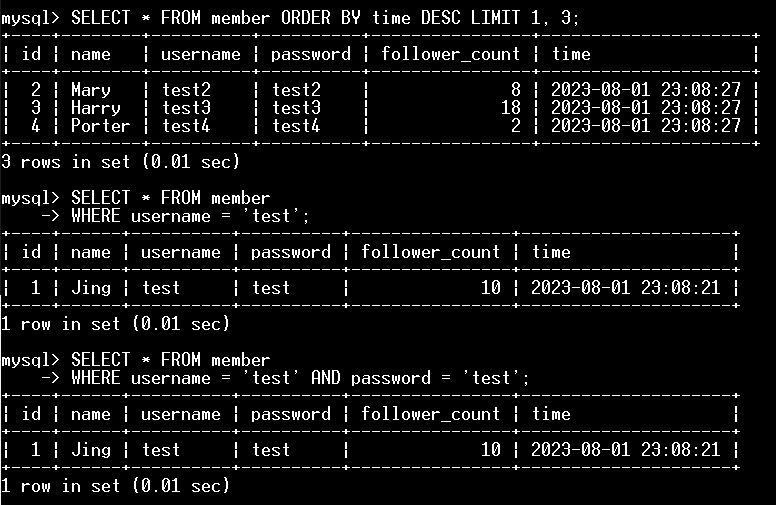 mysql> SELECT * FROM member ORDER BY time DESC LIMIT 1, 3;
+----+--------+----------+----------+----------------+---------------------+
| id | name   | username | password | follower_count | time                |
+----+--------+----------+----------+----------------+---------------------+
|  2 | Mary   | test2    | test2    |              8 | 2023-08-01 23:08:27 |
|  3 | Harry  | test3    | test3    |             18 | 2023-08-01 23:08:27 |
|  4 | Porter | test4    | test4    |              2 | 2023-08-01 23:08:27 |
+----+--------+----------+----------+----------------+---------------------+
3 rows in set (0.01 sec)
mysql> SELECT * FROM member
    -> WHERE username = 'test';
+----+------+----------+----------+----------------+---------------------+
| id | name | username | password | follower_count | time                |
+----+------+----------+----------+----------------+---------------------+
|  1 | Jing | test     | test     |             10 | 2023-08-01 23:08:21 |
+----+------+----------+----------+----------------+---------------------+
1 row in set (0.01 sec)
mysql> SELECT * FROM member
    -> WHERE username = 'test' AND password = 'test';
+----+------+----------+----------+----------------+---------------------+
| id | name | username | password | follower_count | time                |
+----+------+----------+----------+----------------+---------------------+
|  1 | Jing | test     | test     |             10 | 2023-08-01 23:08:21 |
+----+------+----------+----------+----------------+---------------------+
1 row in set (0.01 sec)